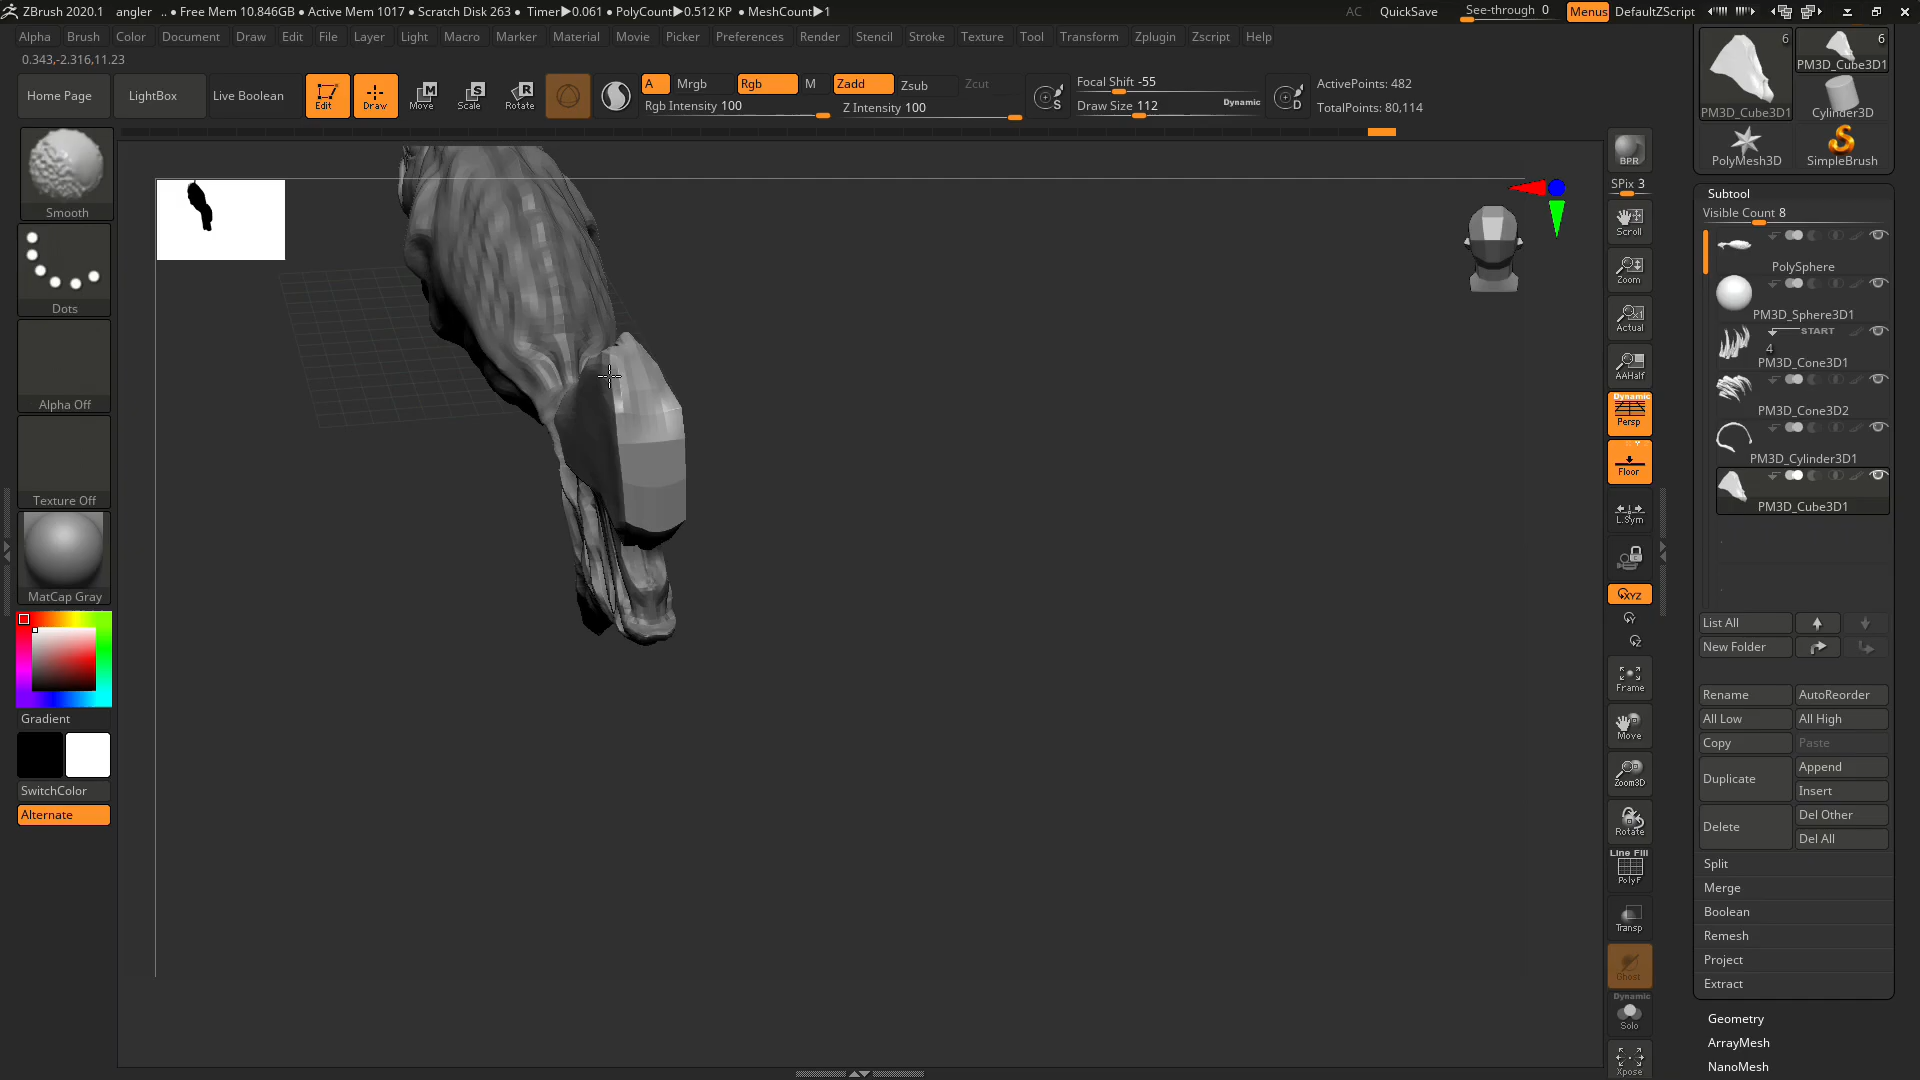 ZBrush 2020.1 angler .. • Free Mem 10.846GB • Active Mem 1017 • Scratch Disk 263 • Timer▶0.061 • PolyCount▶0.512 KP • MeshCount▶1
AC QuickSave See-through 0 Menus DefaultZScript
Alpha Brush Color Document Draw Edit File Layer Light Macro Marker Material Movie Picker Preferences Render Stencil Stroke Texture Tool Transform Zplugin Zscript Help
0.343,-2.316,11.23
Home Page LightBox Live Boolean Edit Draw Move Scale Rotate
A Mrgb Rgb M Zadd Zsub Zcut
Rgb Intensity 100 Z Intensity 100
S Focal Shift -55
Draw Size 112 Dynamic
D ActivePoints: 482
TotalPoints: 80,114
Smooth
Dots
Alpha Off
Texture Off
MatCap Gray
Gradient
SwitchColor
Alternate
BPR
SPix 3
Scroll
Zoom
Actual
AAHalf
Dynamic
Persp
Floor
L.Sym
XYZ
Y
Z
Frame
Move
Zoom3D
Rotate
Line Fill
PolyF
Transp
Ghost
Dynamic
Solo
Xpose
6 PM3D_Cube3D1
6 PM3D_Cube3D1
Cylinder3D
PolyMesh3D SimpleBrush
Subtool
Visible Count 8
PolySphere
PM3D_Sphere3D1
START
4
PM3D_Cone3D1
PM3D_Cone3D2
PM3D_Cylinder3D1
PM3D_Cube3D1
List All
New Folder
Rename AutoReorder
All Low All High
Copy Paste
Duplicate Append
Insert
Delete Del Other
Del All
Split
Merge
Boolean
Remesh
Project
Extract
Geometry
ArrayMesh
NanoMesh